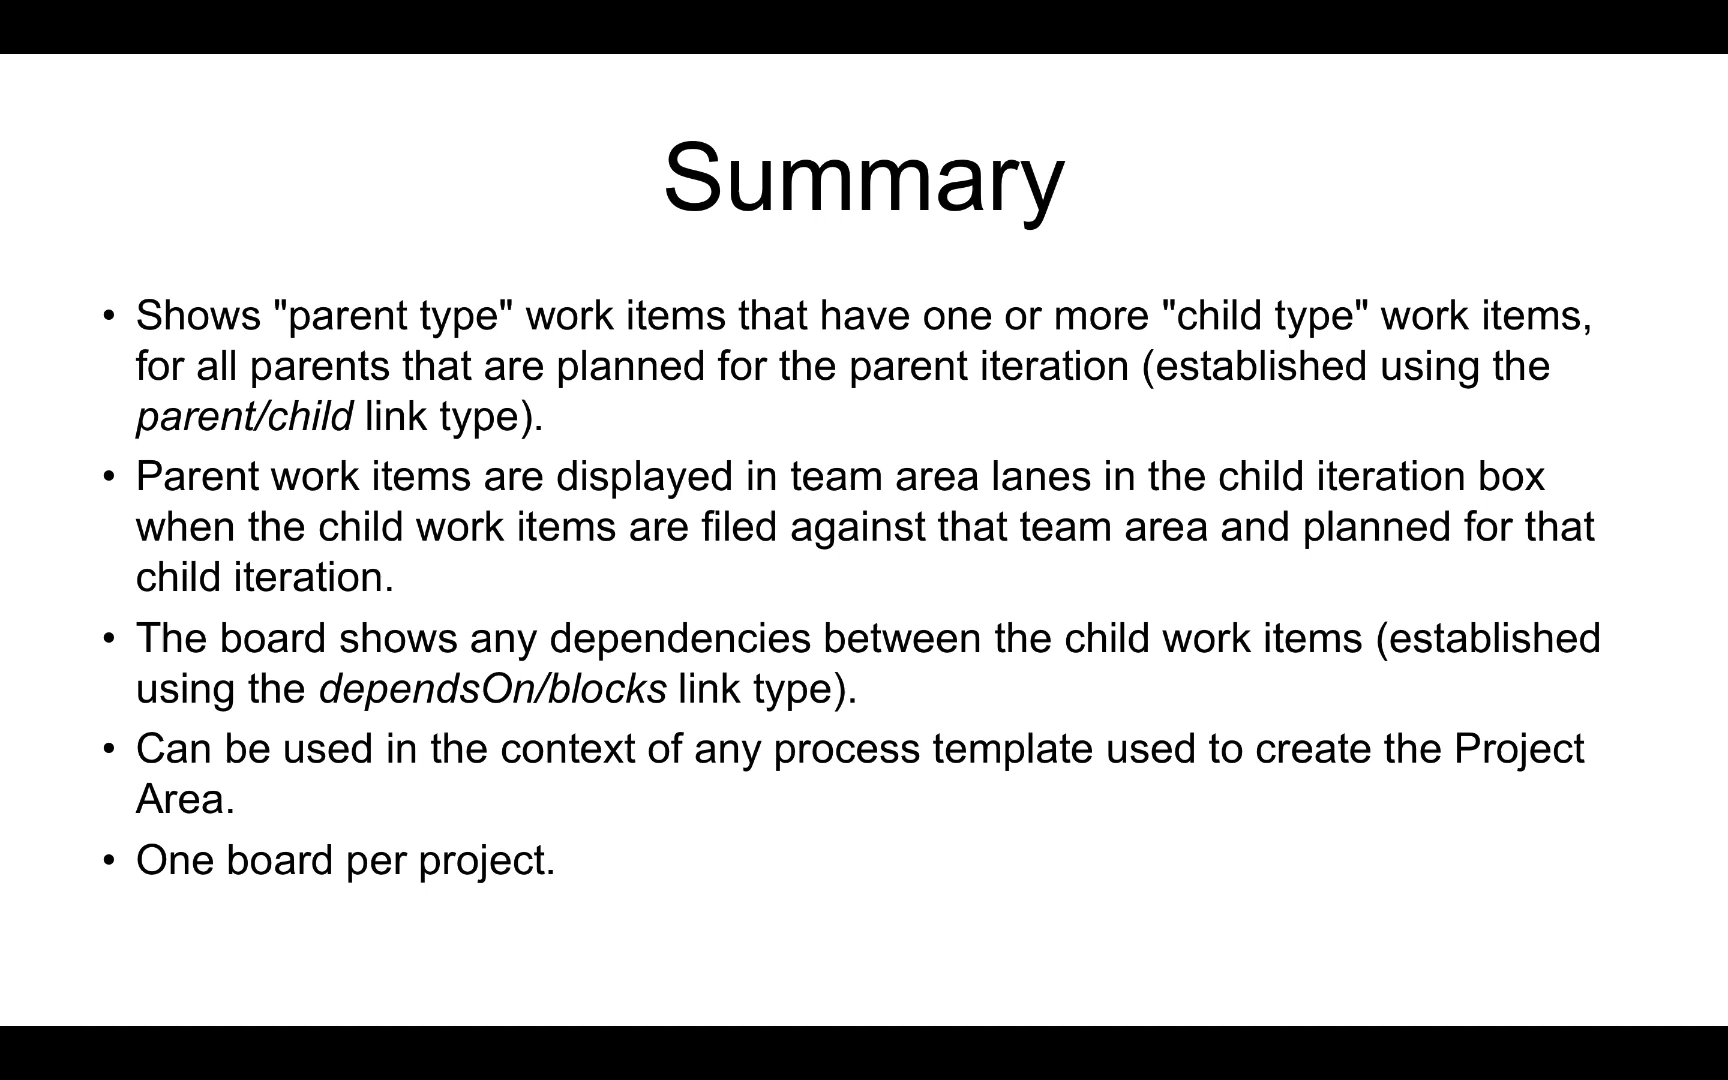 Summary
• Shows "parent type" work items that have one or more "child type" work items,
for all parents that are planned for the parent iteration (established using the
parent/child link type).
• Parent work items are displayed in team area lanes in the child iteration box
when the child work items are filed against that team area and planned for that
child iteration.
• The board shows any dependencies between the child work items (established
using the dependsOn/blocks link type).
• Can be used in the context of any process template used to create the Project
Area.
• One board per project.